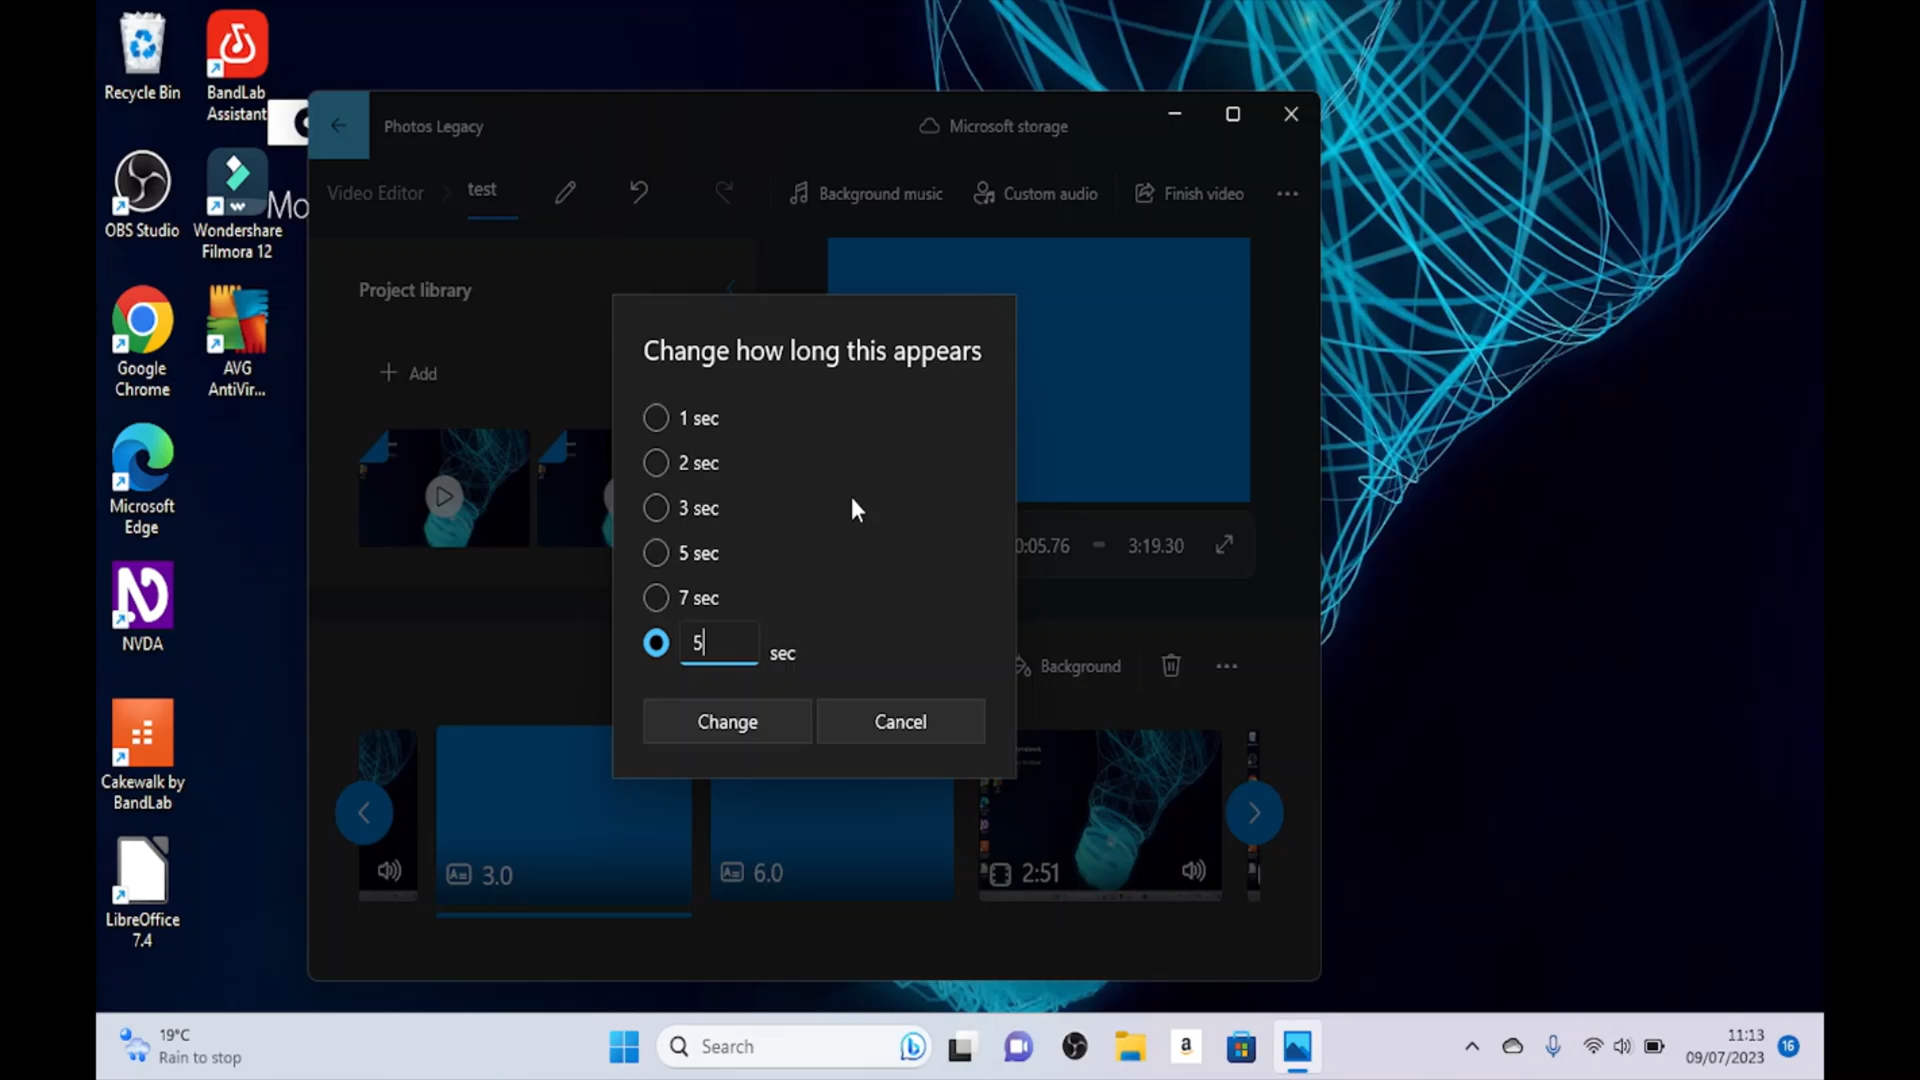 Recycle Bin
BandLab
Assistant
OBS Studio
Wondershare
Filmora 12
Mo
Google
Chrome
AVG
AntiVir...
Microsoft
Edge
NVDA
Cakewalk by
BandLab
LibreOffice
7.4
Photos Legacy
Microsoft storage
Video Editor
test
Background music
Custom audio
Finish video
Project library
Add
Change how long this appears
1 sec
2 sec
3 sec
5 sec
7 sec
5 sec
Change
Cancel
0:05.76
3:19.30
Background
3.0
6.0
2:51
19°C
Rain to stop
Search
a
11:13
09/07/2023
16